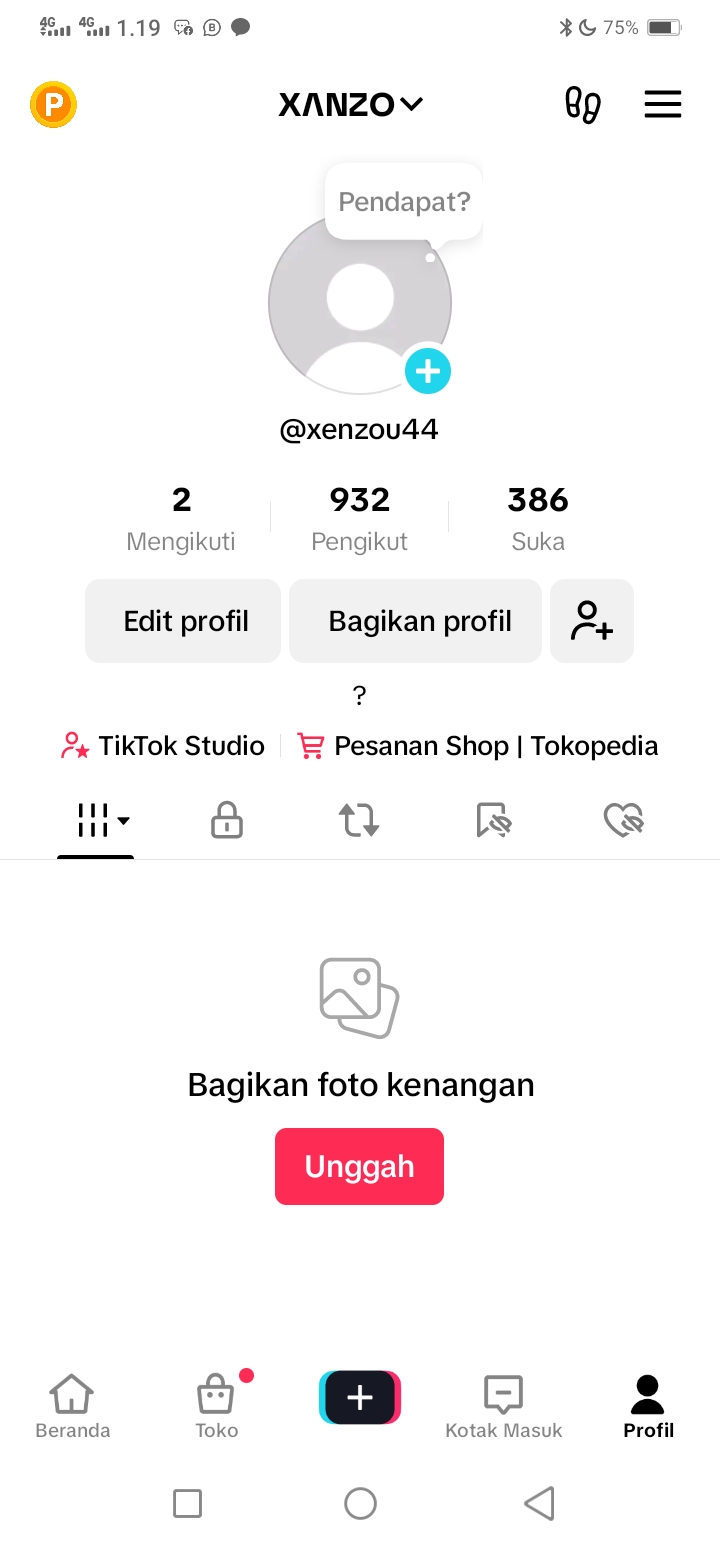 4G 4G 1.19 75%
P XANZO
Pendapat?
@xenzou44
2 932 386
Mengikuti Pengikut Suka
Edit profil Bagikan profil
?
TikTok Studio Pesanan Shop | Tokopedia
Bagikan foto kenangan
Unggah
Beranda Toko Kotak Masuk Profil